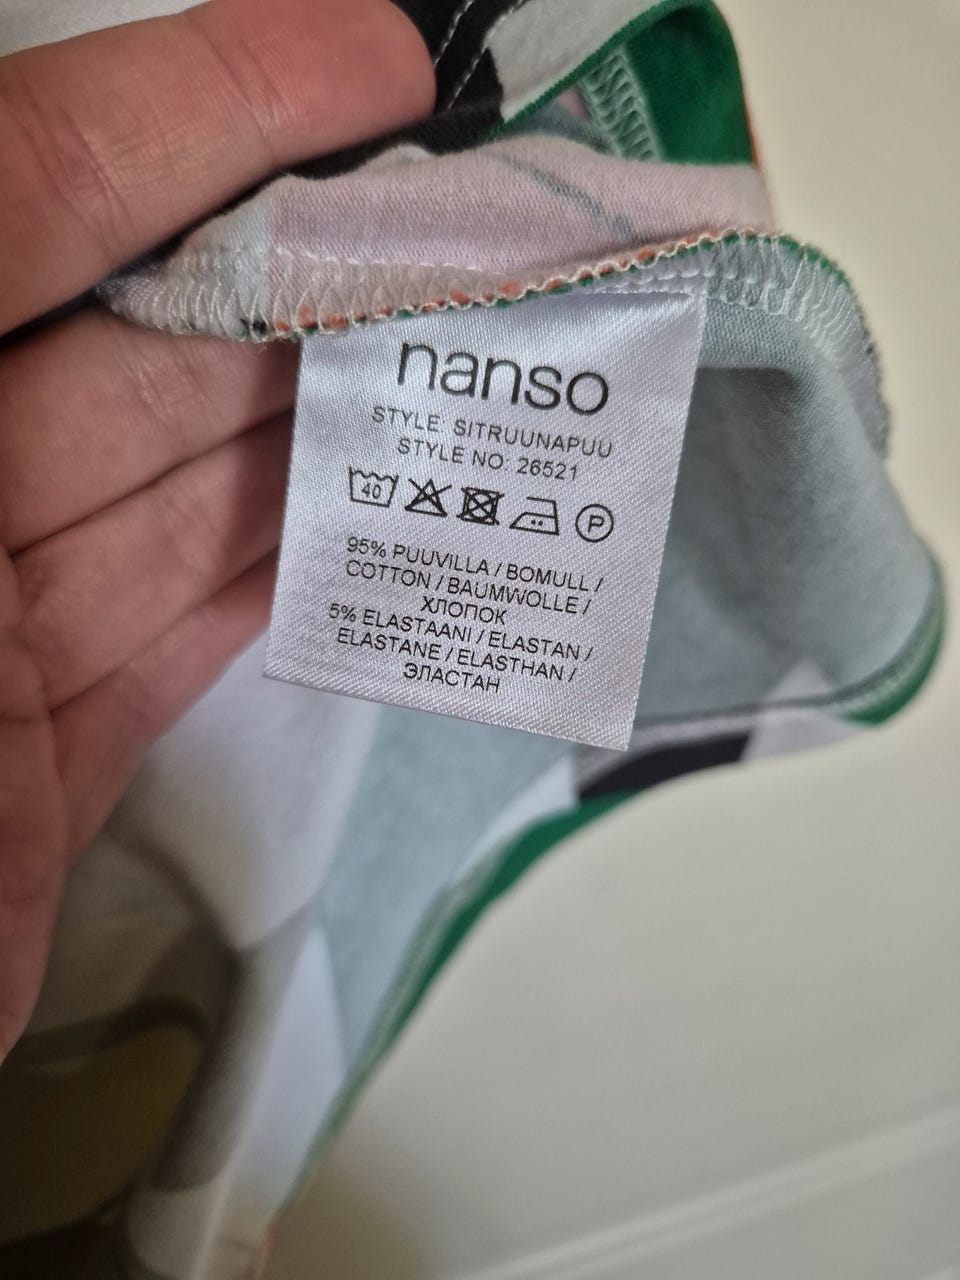 nanso
STYLE SITRUUNAPUU
STYLE NO: 26521
40 P
95% PUUVILLA / BOMULL /
COTTON / BAUMWOLLE /
ХЛОПОК
5% ELASTAANI / ELASTAN /
ELASTANE / ELASTHAN /
ЭЛАСТАН